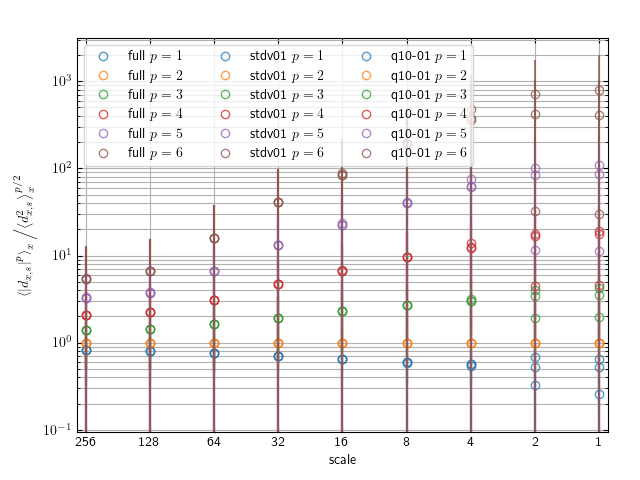 full p = 1 stdv01 p = 1 q10-01 p = 1
full p = 2 stdv01 p = 2 q10-01 p = 2
full p = 3 stdv01 p = 3 q10-01 p = 3
full p = 4 stdv01 p = 4 q10-01 p = 4
full p = 5 stdv01 p = 5 q10-01 p = 5
full p = 6 stdv01 p = 6 q10-01 p = 6
10³
10²
10¹
10⁰
10⁻¹
⟨|d_{x,s}|^p⟩_x / ⟨d²_{x,s}⟩_x^{p/2}
256 128 64 32 16 8 4 2 1
scale